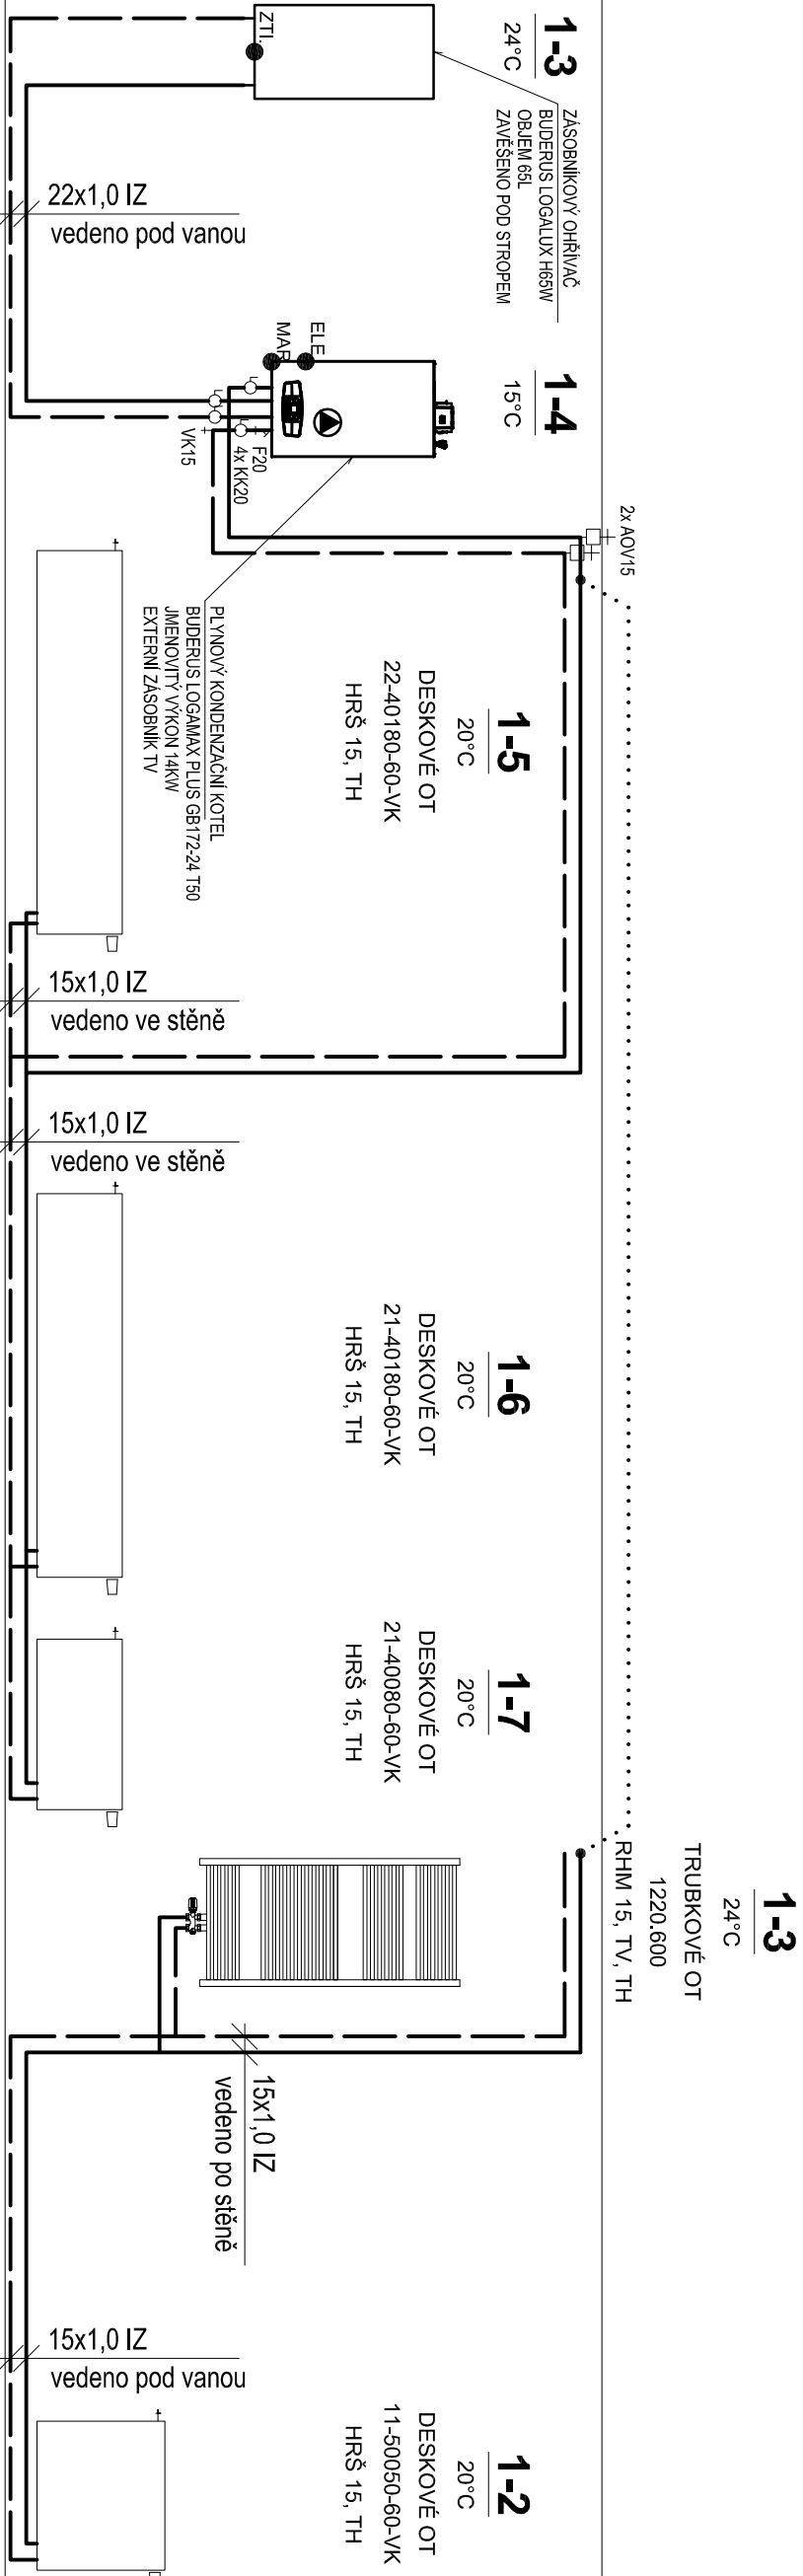 1-3
24°C
ZÁSOBNÍKOVÝ OHŘÍVAČ
BUDERUS LOGALUX H65W
OBJEM 65L
ZAVĚŠENO POD STROPEM
ZTI.
22x1,0 IZ
vedeno pod vanou
1-4
15°C
ELE
MAR
F20
4x KK20
VK15
2x AOV15
PLYNOVÝ KONDENZAČNÍ KOTEL
BUDERUS LOGAMAX PLUS GB172-24 T50
JMENOVITÝ VÝKON 14KW
EXTERNÍ ZÁSOBNÍK TV
1-5
20°C
DESKOVÉ OT
22-40180-60-VK
HRŠ 15, TH
15x1,0 IZ
vedeno ve stěně
15x1,0 IZ
vedeno ve stěně
1-6
20°C
DESKOVÉ OT
21-40180-60-VK
HRŠ 15, TH
1-7
20°C
DESKOVÉ OT
21-40080-60-VK
HRŠ 15, TH
1-3
24°C
TRUBKOVÉ OT
1220.600
RHM 15, TV, TH
15x1,0 IZ
vedeno po stěně
15x1,0 IZ
vedeno pod vanou
1-2
20°C
DESKOVÉ OT
11-50050-60-VK
HRŠ 15, TH